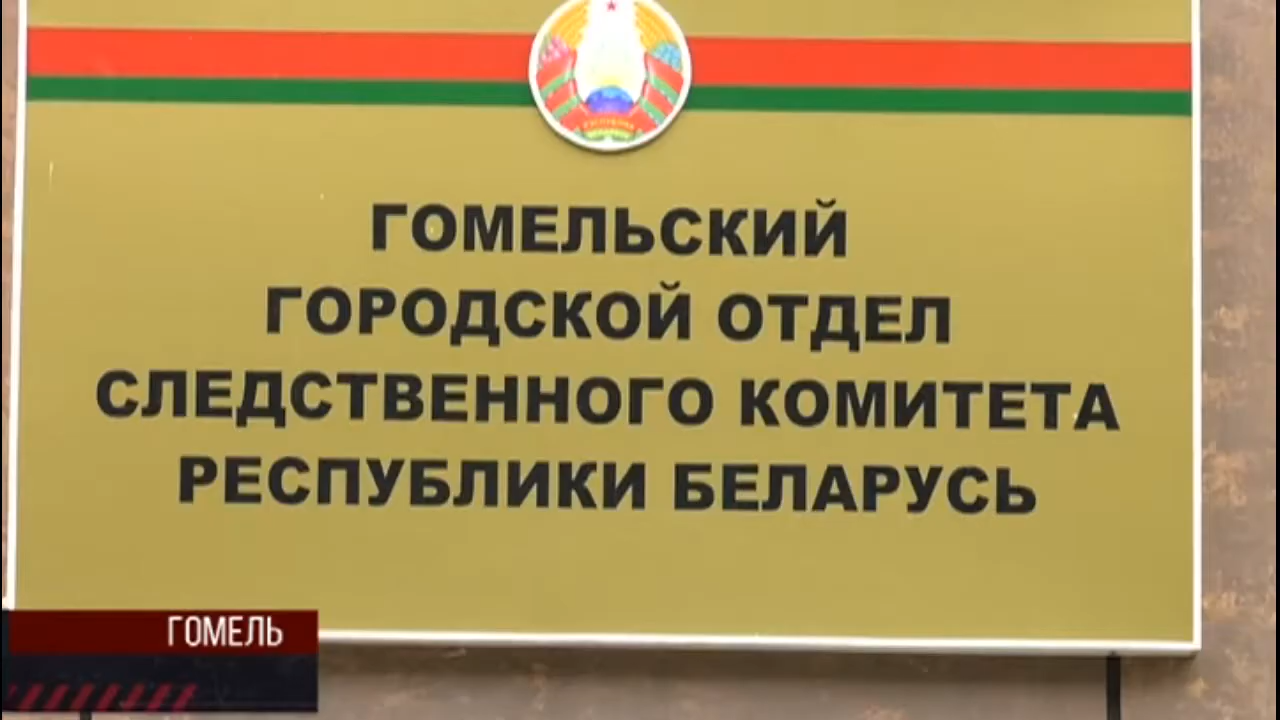 ГОМЕЛЬСКИЙ
ГОРОДСКОЙ ОТДЕЛ
СЛЕДСТВЕННОГО КОМИТЕТА
РЕСПУБЛИКИ БЕЛАРУСЬ
ГОМЕЛЬ